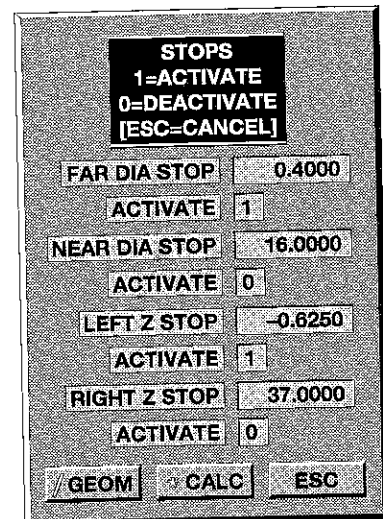 STOPS
1=ACTIVATE
0=DEACTIVATE
[ESC=CANCEL]
FAR DIA STOP 0.4000
ACTIVATE 1
NEAR DIA STOP 16.0000
ACTIVATE 0
LEFT Z STOP –0.6250
ACTIVATE 1
RIGHT Z STOP 37.0000
ACTIVATE 0
GEOM CALC ESC